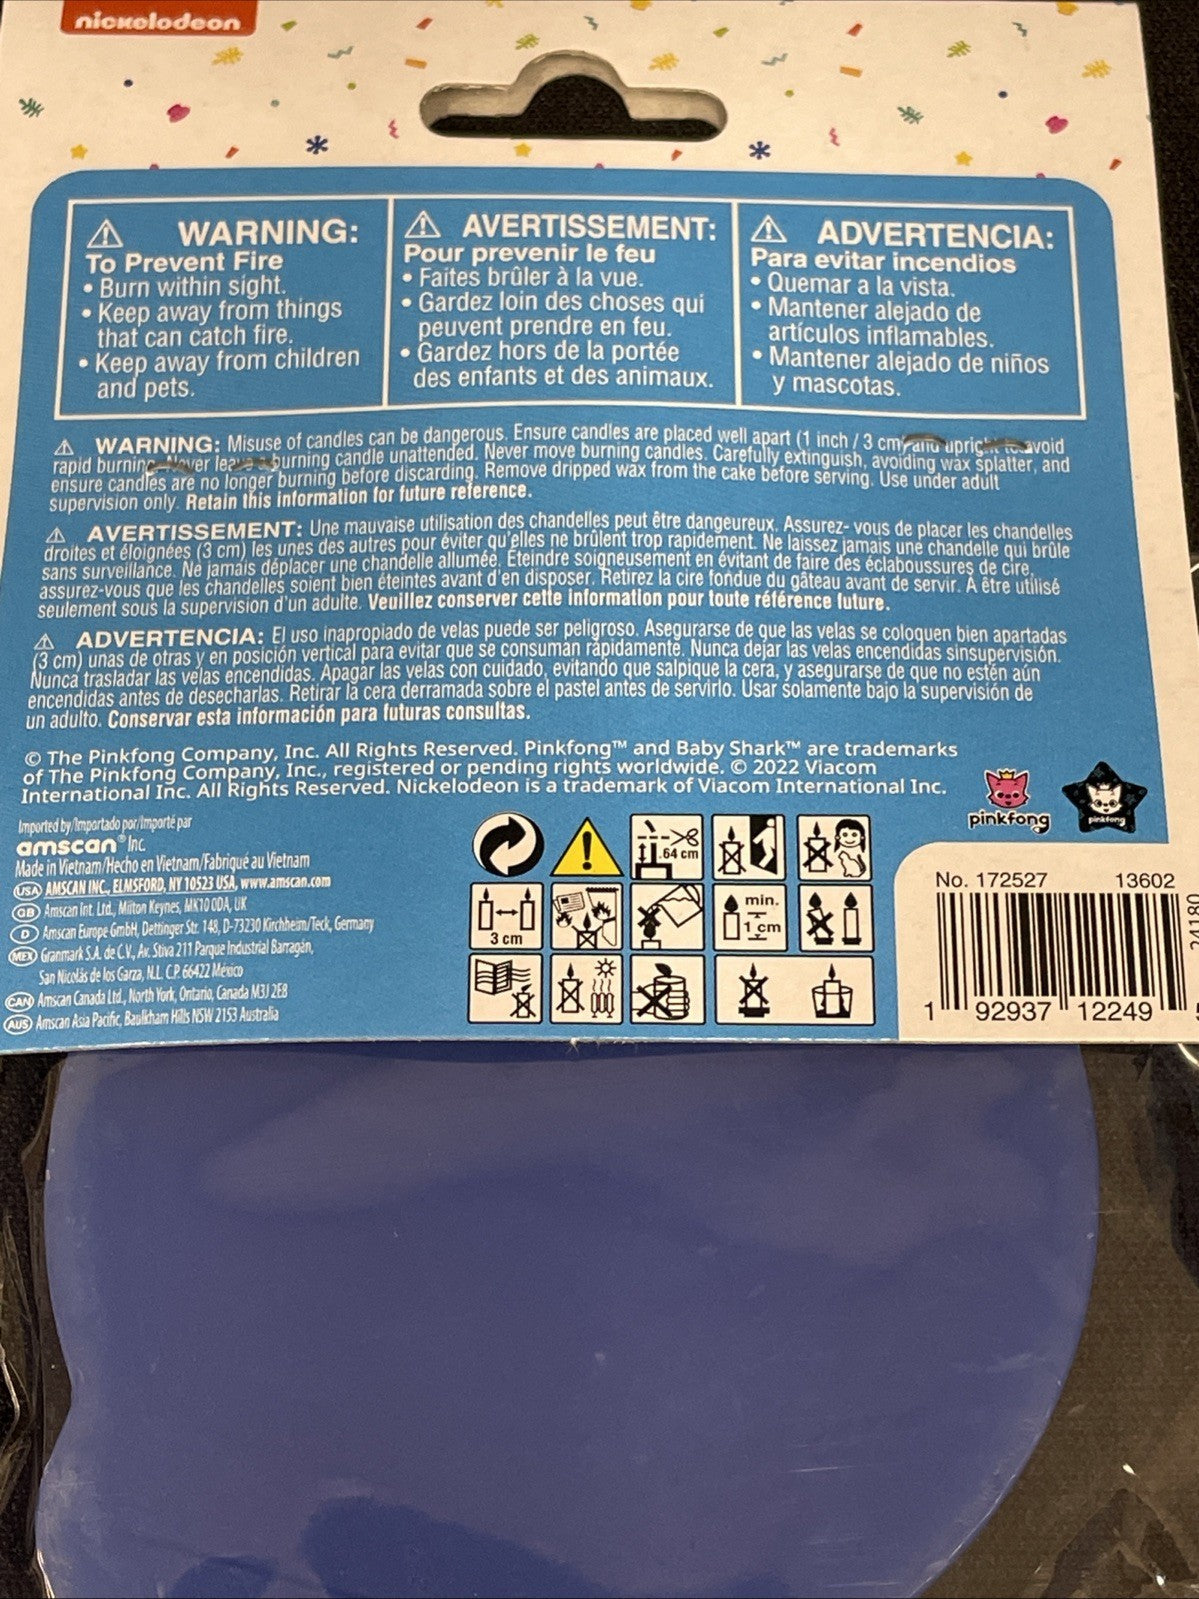 nickelodeon
WARNING:
To Prevent Fire
• Burn within sight.
• Keep away from things
that can catch fire.
• Keep away from children
and pets.
AVERTISSEMENT:
Pour prevenir le feu
• Faites brûler à la vue.
• Gardez loin des choses qui
peuvent prendre en feu.
• Gardez hors de la portée
des enfants et des animaux.
ADVERTENCIA:
Para evitar incendios
• Quemar a la vista.
• Mantener alejado de
artículos inflamables.
• Mantener alejado de niños
y mascotas.
WARNING: Misuse of candles can be dangerous. Ensure candles are placed well apart (1 inch / 3 cm) and upright to avoid
rapid burning. Never leave burning candle unattended. Never move burning candles. Carefully extinguish, avoiding wax splatter, and
ensure candles are no longer burning before discarding. Remove dripped wax from the cake before serving. Use under adult
supervision only. Retain this information for future reference.
AVERTISSEMENT: Une mauvaise utilisation des chandelles peut être dangeureux. Assurez- vous de placer les chandelles
droites et éloignées (3 cm) les unes des autres pour éviter qu'elles ne brûlent trop rapidement. Ne laissez jamais une chandelle qui brûle
sans surveillance. Ne jamais déplacer une chandelle allumée. Éteindre soigneusement en évitant de faire des éclaboussures de cire,
assurez-vous que les chandelles soient bien éteintes avant d'en disposer. Retirez la cire fondue du gâteau avant de servir. À être utilisé
seulement sous la supervision d'un adulte. Veuillez conserver cette information pour toute référence future.
ADVERTENCIA: El uso inapropiado de velas puede ser peligroso. Asegurarse de que las velas se coloquen bien apartadas
(3 cm) unas de otras y en posición vertical para evitar que se consuman rápidamente. Nunca dejar las velas encendidas sinsupervisión.
Nunca trasladar las velas encendidas. Apagar las velas con cuidado, evitando que salpique la cera, y asegurarse de que no estén aún
encendidas antes de desecharlas. Retirar la cera derramada sobre el pastel antes de servirlo. Usar solamente bajo la supervisión de
un adulto. Conservar esta información para futuras consultas.
© The Pinkfong Company, Inc. All Rights Reserved. Pinkfong™ and Baby Shark™ are trademarks
of The Pinkfong Company, Inc., registered or pending rights worldwide. © 2022 Viacom
International Inc. All Rights Reserved. Nickelodeon is a trademark of Viacom International Inc.
pinkfong
pinkfong
Imported by/Importado por/Importé par
amscan® Inc.
Made in Vietnam/Hecho en Vietnam/Fabriqué au Vietnam
USA AMSCAN INC., ELMSFORD, NY 10523 USA, www.amscan.com
GB Amscan Int. Ltd., Milton Keynes, MK10 0DA, UK
D Amscan Europe GmbH, Dettinger Str. 148, D-73230 Kirchheim/Teck, Germany
MEX Granmark S.A. de C.V., Av. Stiva 211 Parque Industrial Barragán,
San Nicolás de los Garza, N.L. C.P. 66422 México
CAN Amscan Canada Ltd., North York, Ontario, Canada M3J 2E8
AUS Amscan Asia Pacific, Baulkham Hills NSW 2153 Australia
.64 cm
3 cm
min.
1 cm
No. 172527 13602
24180
1 92937 12249 5